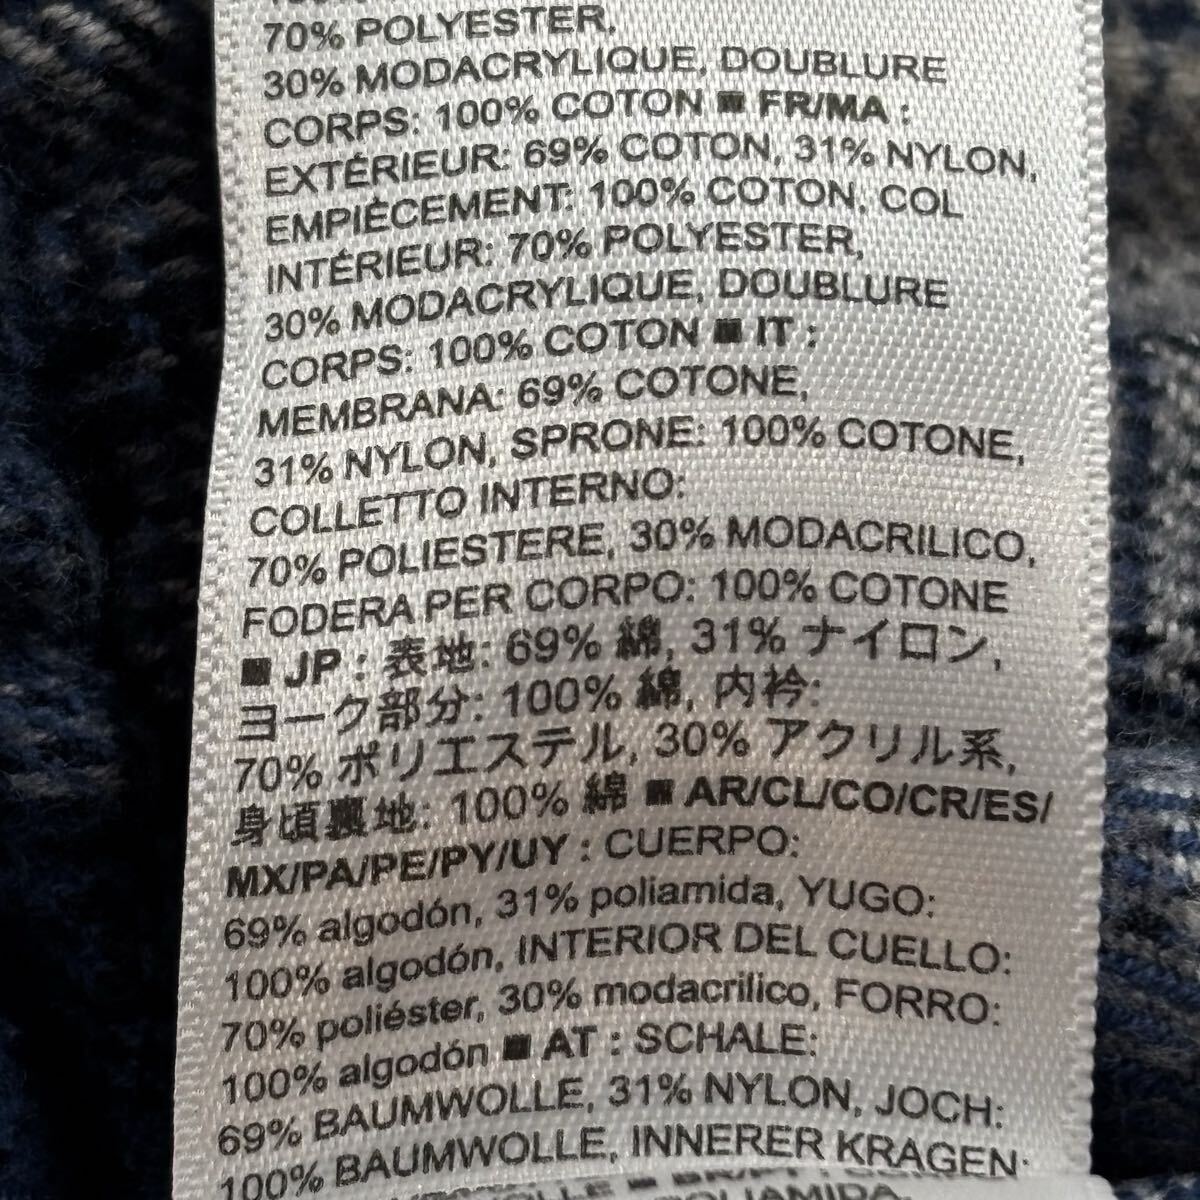 70% POLYESTER,
30% MODACRYLIQUE, DOUBLURE
CORPS: 100% COTON ■ FR/MA :
EXTÉRIEUR: 69% COTON, 31% NYLON,
EMPIÈCEMENT: 100% COTON, COL
INTÉRIEUR: 70% POLYESTER,
30% MODACRYLIQUE, DOUBLURE
CORPS: 100% COTON ■ IT :
MEMBRANA: 69% COTONE,
31% NYLON, SPRONE: 100% COTONE,
COLLETTO INTERNO:
70% POLIESTERE, 30% MODACRILICO,
FODERA PER CORPO: 100% COTONE
■ JP : 表地: 69% 綿, 31% ナイロン,
ヨーク部分: 100% 綿, 内衿:
70% ポリエステル, 30% アクリル系,
身頃裏地: 100% 綿 ■ AR/CL/CO/CR/ES/
MX/PA/PE/PY/UY : CUERPO:
69% algodón, 31% poliamida, YUGO:
100% algodón, INTERIOR DEL CUELLO:
70% poliéster, 30% modacrilico, FORRO:
100% algodón ■ AT : SCHALE:
69% BAUMWOLLE, 31% NYLON, JOCH:
100% BAUMWOLLE, INNERER KRAGEN: